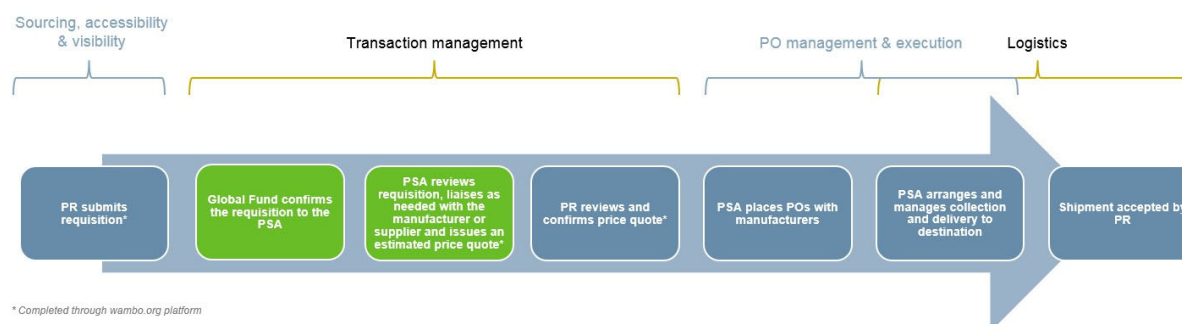 Sourcing, accessibility
& visibility
Transaction management
PO management & execution
Logistics
PR submits
requisition*
Global Fund confirms
the requisition to the
PSA
PSA reviews
requisition, liaises as
needed with the
manufacturer or
supplier and issues an
estimated price quote*
PR reviews and
confirms price quote*
PSA places POs with
manufacturers
PSA arranges and
manages collection
and delivery to
destination
Shipment accepted by
PR
* Completed through wambo.org platform